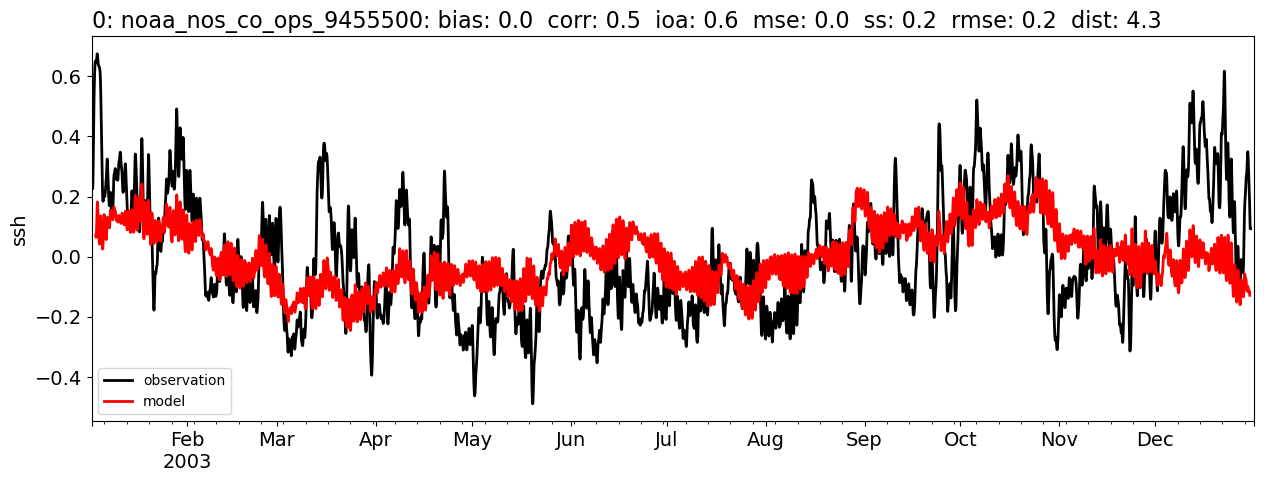 0: noaa_nos_co_ops_9455500: bias: 0.0  corr: 0.5  ioa: 0.6  mse: 0.0  ss: 0.2  rmse: 0.2  dist: 4.3
0.6
0.4
0.2
0.0
−0.2
−0.4
ssh
observation
model
Feb Mar Apr May Jun Jul Aug Sep Oct Nov Dec
2003